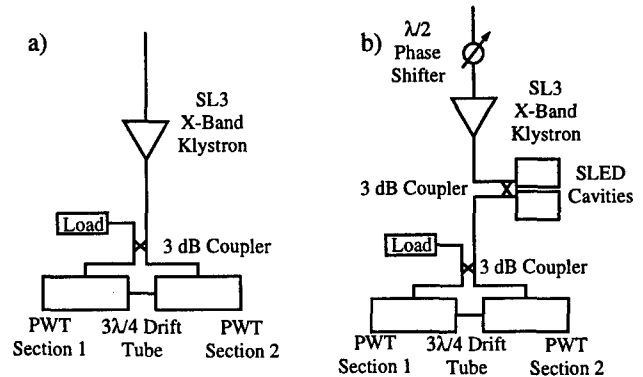 a)
SL3
X-Band
Klystron
Load
3 dB Coupler
PWT
Section 1
3λ/4 Drift
Tube
PWT
Section 2
b)
λ/2
Phase
Shifter
SL3
X-Band
Klystron
3 dB Coupler
SLED
Cavities
Load
3 dB Coupler
PWT
Section 1
3λ/4 Drift
Tube
PWT
Section 2